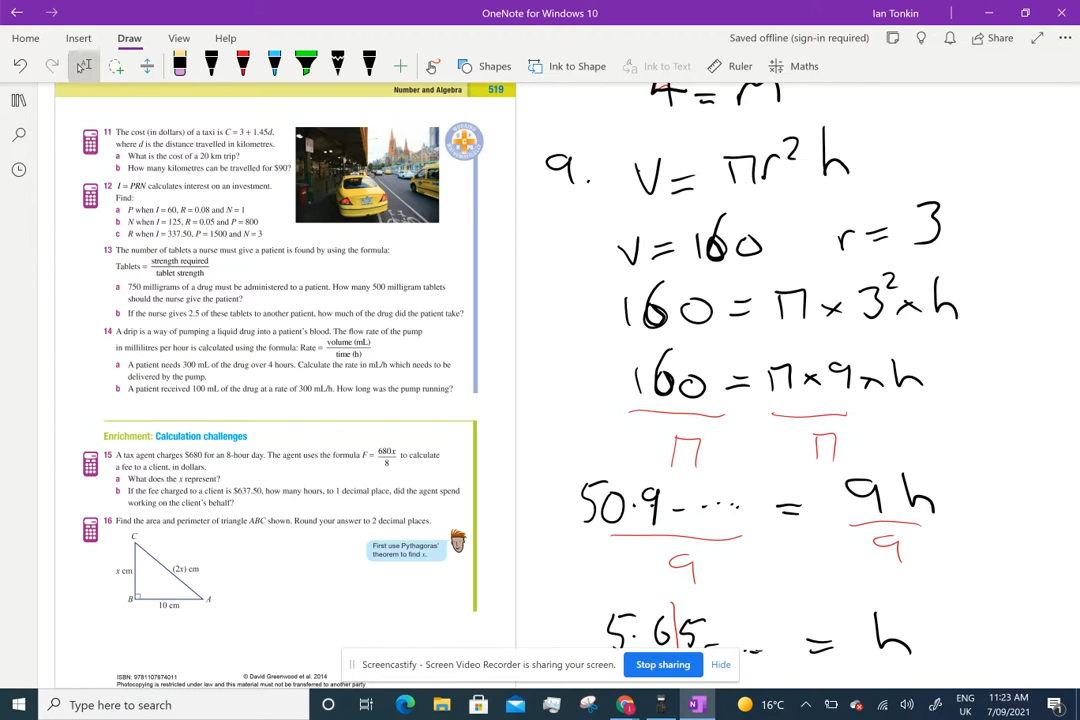 OneNote for Windows 10
Ian Tonkin
Home Insert Draw View Help
Saved offline (sign-in required)
Share
Shapes
Ink to Shape
Ink to Text
Ruler
Maths
Number and Algebra 519
11 The cost (in dollars) of a taxi is C = 3 + 1.45d,
where d is the distance travelled in kilometres.
a What is the cost of a 20 km trip?
b How many kilometres can be travelled for $90?
12 I = PRN calculates interest on an investment.
Find:
a P when I = 60, R = 0.08 and N = 1
b N when I = 125, R = 0.05 and P = 800
c R when I = 337.50, P = 1500 and N = 3
13 The number of tablets a nurse must give a patient is found by using the formula:
Tablets = strength required
tablet strength
a 750 milligrams of a drug must be administered to a patient. How many 500 milligram tablets
should the nurse give the patient?
b If the nurse gives 2.5 of these tablets to another patient, how much of the drug did the patient take?
14 A drip is a way of pumping a liquid drug into a patient's blood. The flow rate of the pump
in millilitres per hour is calculated using the formula: Rate = volume (mL)
time (h)
a A patient needs 300 mL of the drug over 4 hours. Calculate the rate in mL/h which needs to be
delivered by the pump.
b A patient received 100 mL of the drug at a rate of 300 mL/h. How long was the pump running?
Enrichment: Calculation challenges
15 A tax agent charges $680 for an 8-hour day. The agent uses the formula F = 680x
8
to calculate
a fee to a client, in dollars.
a What does the x represent?
b If the fee charged to a client is $637.50, how many hours, to 1 decimal place, did the agent spend
working on the client's behalf?
16 Find the area and perimeter of triangle ABC shown. Round your answer to 2 decimal places.
First use Pythagoras'
theorem to find x.
C
x cm
(2x) cm
B
A
10 cm
ISBN: 9781107674011
© David Greenwood et al. 2014
Photocopying is restricted under law and this material must not be transferred to another party
9. V = πr² h
V = 160 r = 3
160 = π × 3² × h
160 = π × 9 × h
π π
50.9 ... = 9h
9 9
5.65... = h
Screencastify - Screen Video Recorder is sharing your screen.
Stop sharing
Hide
Type here to search
16°C
ENG
UK
11:23 AM
7/09/2021